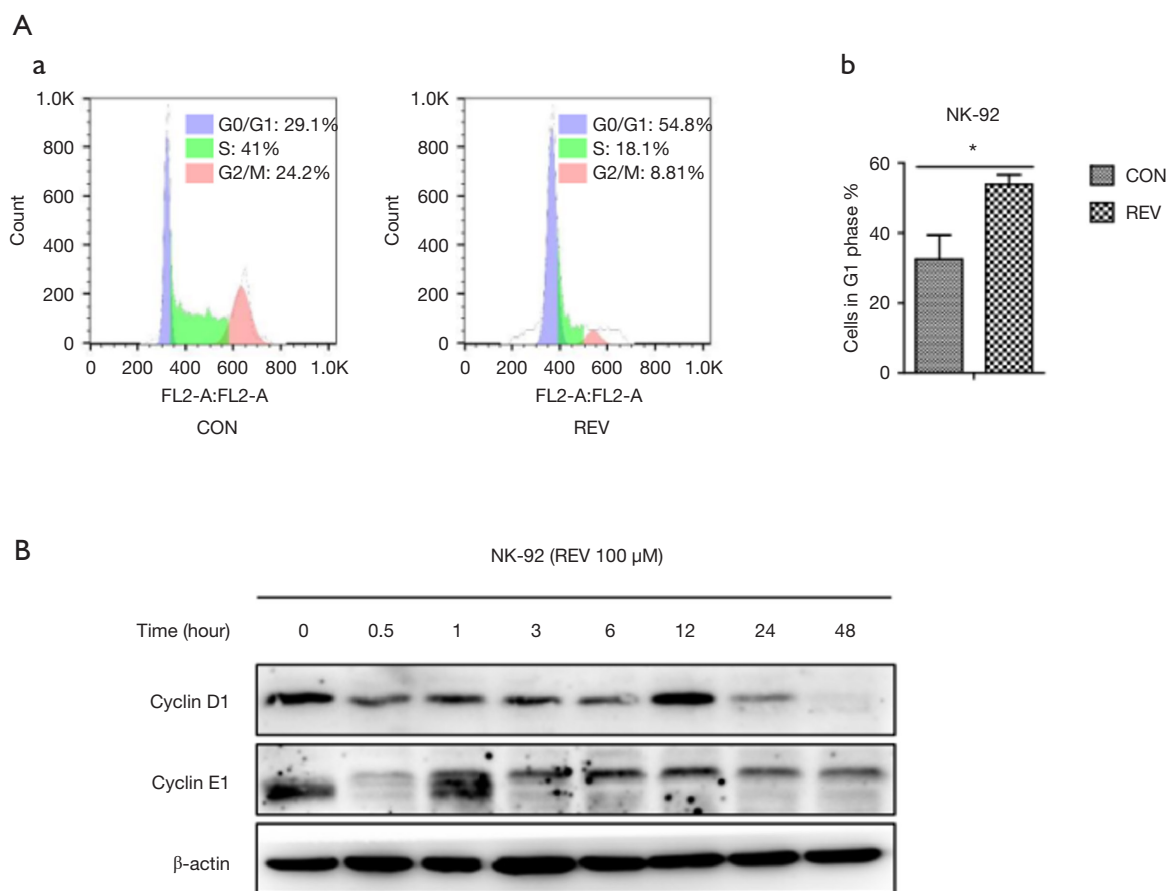 A
a
1.0K
800
600
400
200
0
Count
G0/G1: 29.1%
S: 41%
G2/M: 24.2%
0 200 400 600 800 1.0K
FL2-A:FL2-A
CON
1.0K
800
600
400
200
0
Count
G0/G1: 54.8%
S: 18.1%
G2/M: 8.81%
0 200 400 600 800 1.0K
FL2-A:FL2-A
REV
b
NK-92
*
60
40
20
0
Cells in G1 phase %
CON
REV
B
NK-92 (REV 100 μM)
Time (hour) 0 0.5 1 3 6 12 24 48
Cyclin D1
Cyclin E1
β-actin